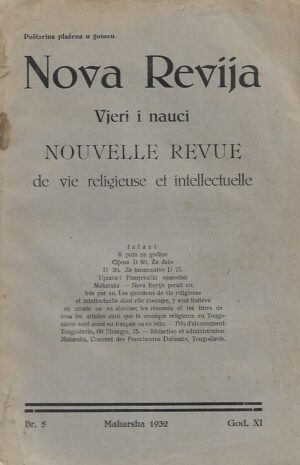 Poštarina plaćena u gotovu.
Nova Revija
Vjeri i nauci
NOUVELLE REVUE
de vie religieuse et intellectuelle
Izlazi
6 puta na godinu
Cijena D 60. Za đake
D 30. Za inozemstvo D 75.
Uprava: Franjevački samostan
Makarska — Nova Revija paraît six
fois par an. Les questions de vie religieuse
et intellectuelle dont elle s'occupe, y sont traitées
en croate ou en slovène; les résumés et les titres de
tous les articles ainsi que la cronique religieuse en Yougo-
slavie sont aussi en français ou en latin. — Prix d'abonnement:
Yougoslavie, 60 Étranger, 75. — Rédaction et administration:
Makarska, Couvent des Franciscains Dalmatie, Yougoslavie.
Br. 5 Makarska 1932 God. XI